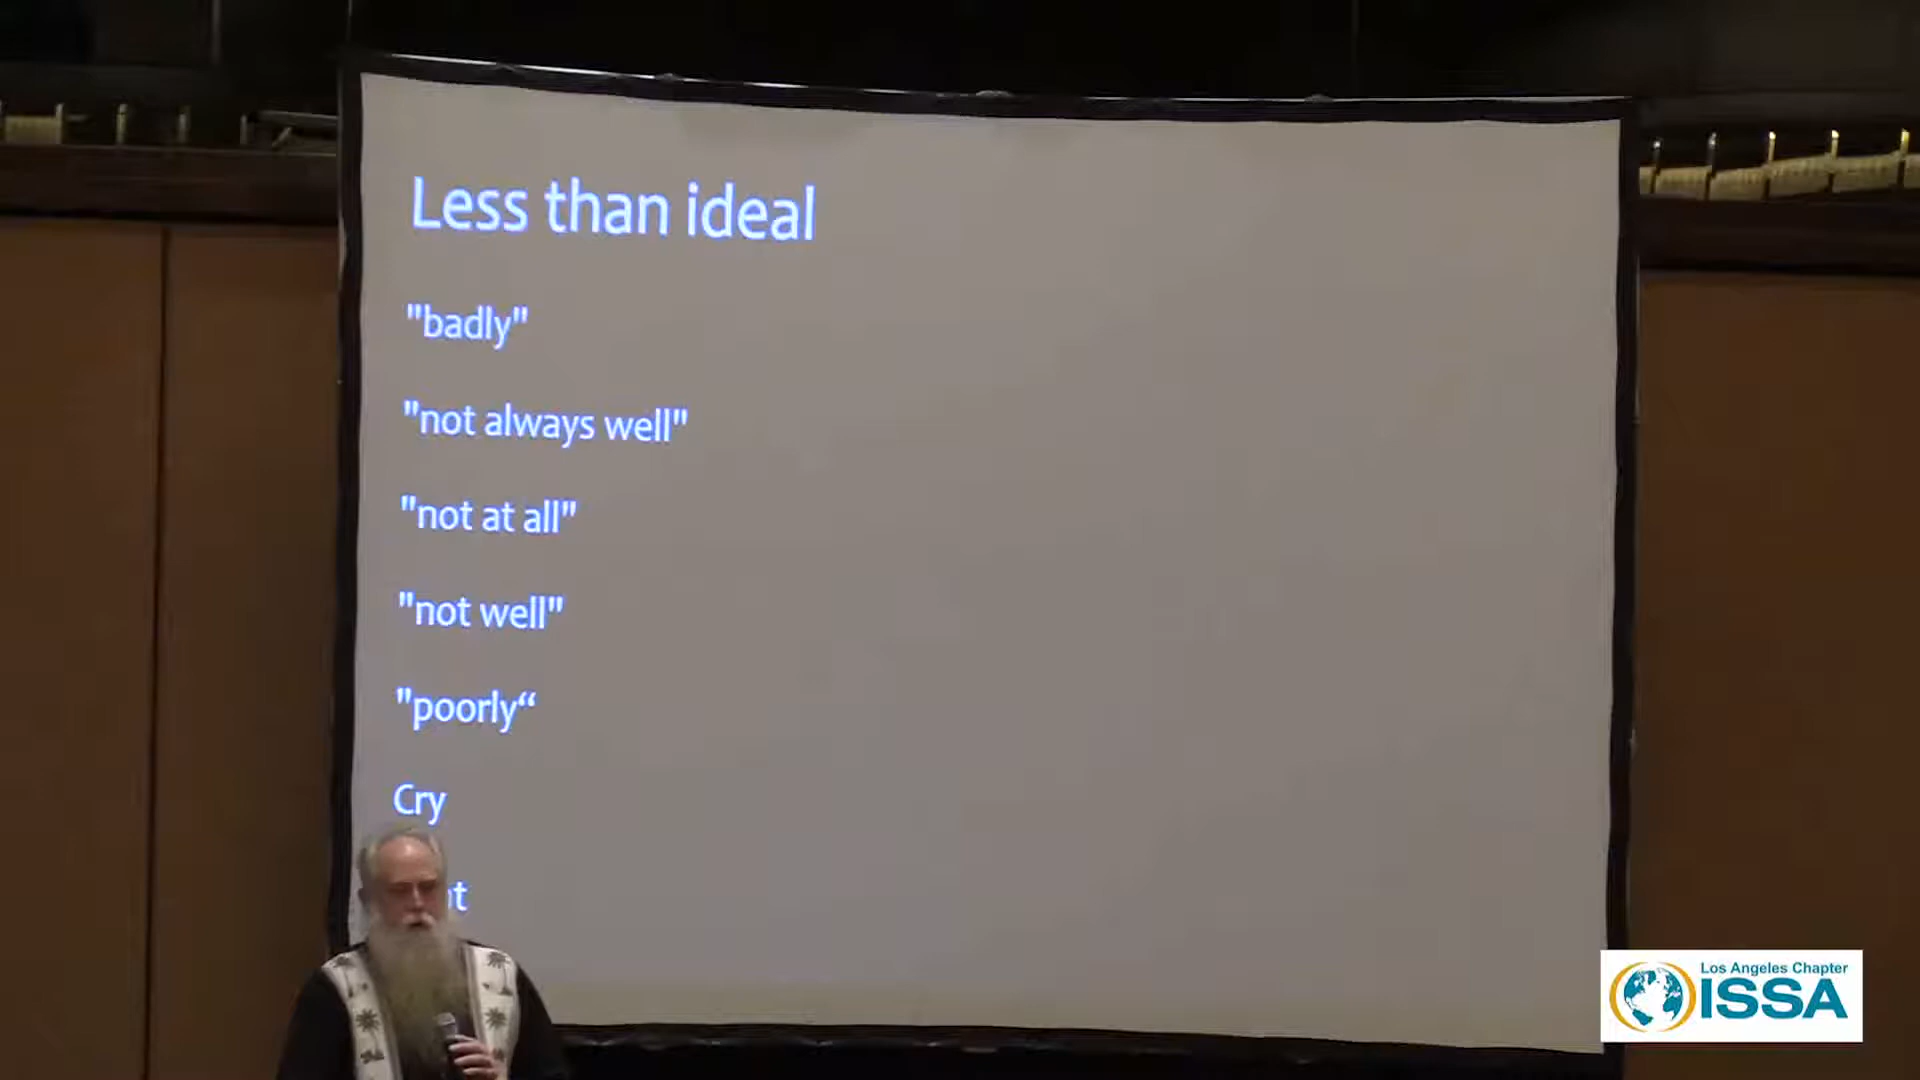 Less than ideal
"badly"
"not always well"
"not at all"
"not well"
"poorly“
Cry
Los Angeles Chapter
ISSA